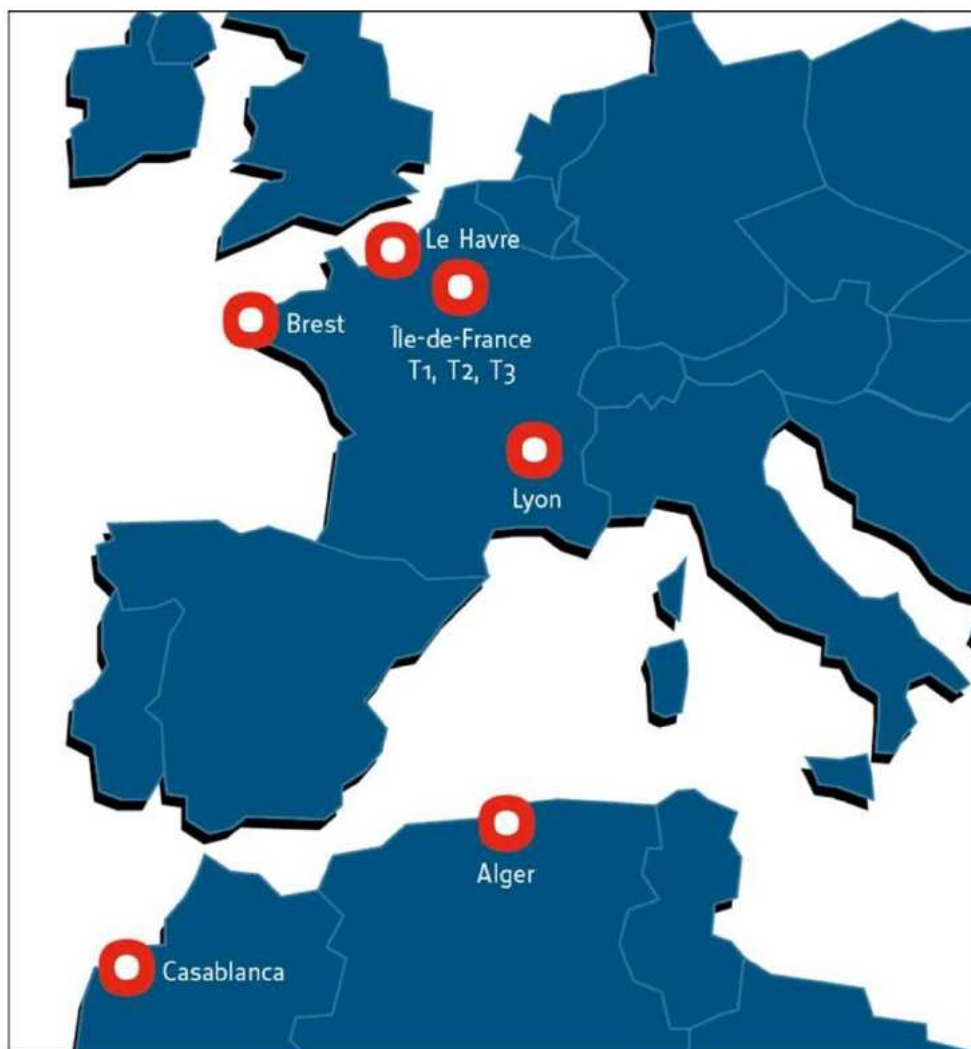 Le Havre
Brest
Île-de-France
T1, T2, T3
Lyon
Alger
Casablanca